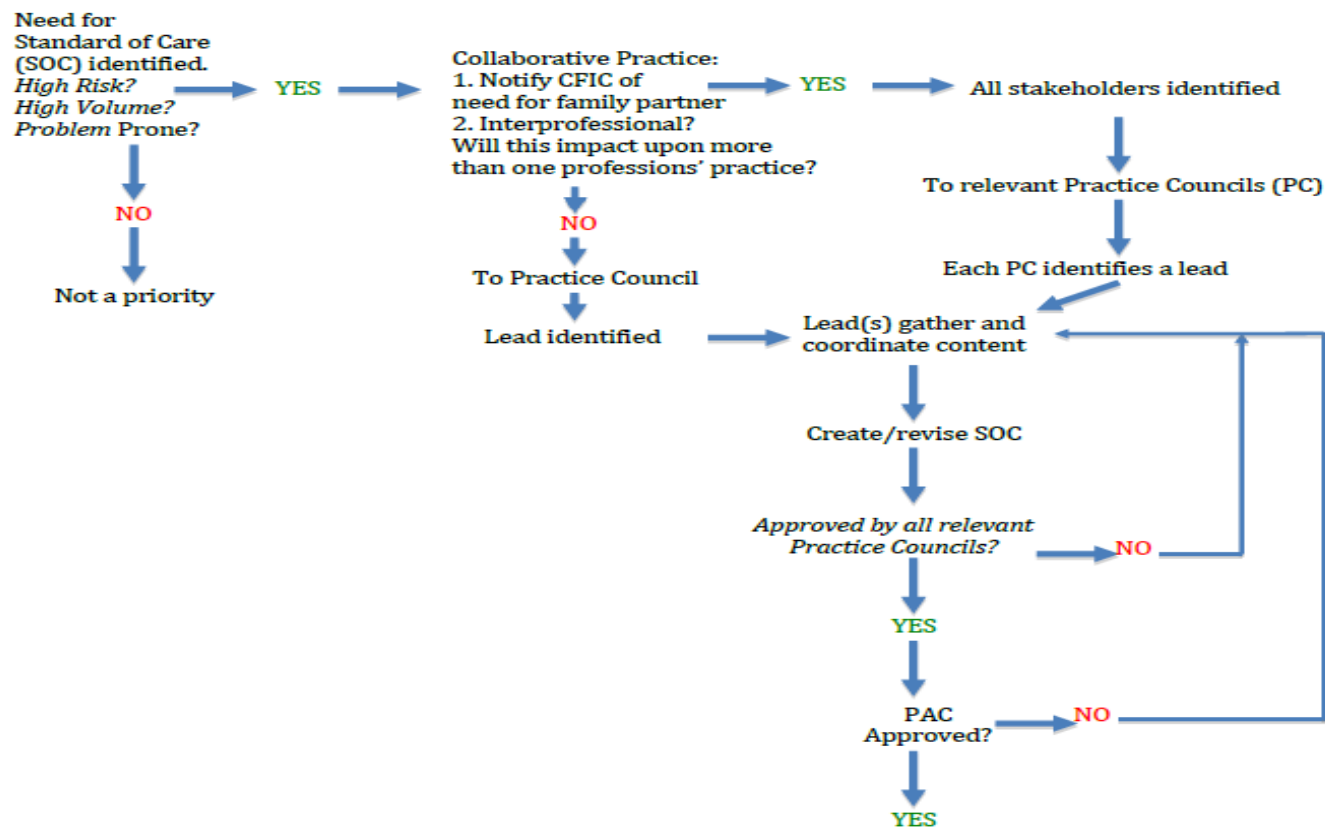 Need for
Standard of Care
(SOC) identified.
High Risk?
High Volume?
Problem Prone?
YES
NO
Not a priority
Collaborative Practice:
1. Notify CFIC of
need for family partner
2. Interprofessional?
Will this impact upon more
than one professions’ practice?
YES
NO
To Practice Council
Lead identified
All stakeholders identified
To relevant Practice Councils (PC)
Each PC identifies a lead
Lead(s) gather and
coordinate content
Create/revise SOC
Approved by all relevant
Practice Councils?
NO
YES
PAC
Approved?
NO
YES